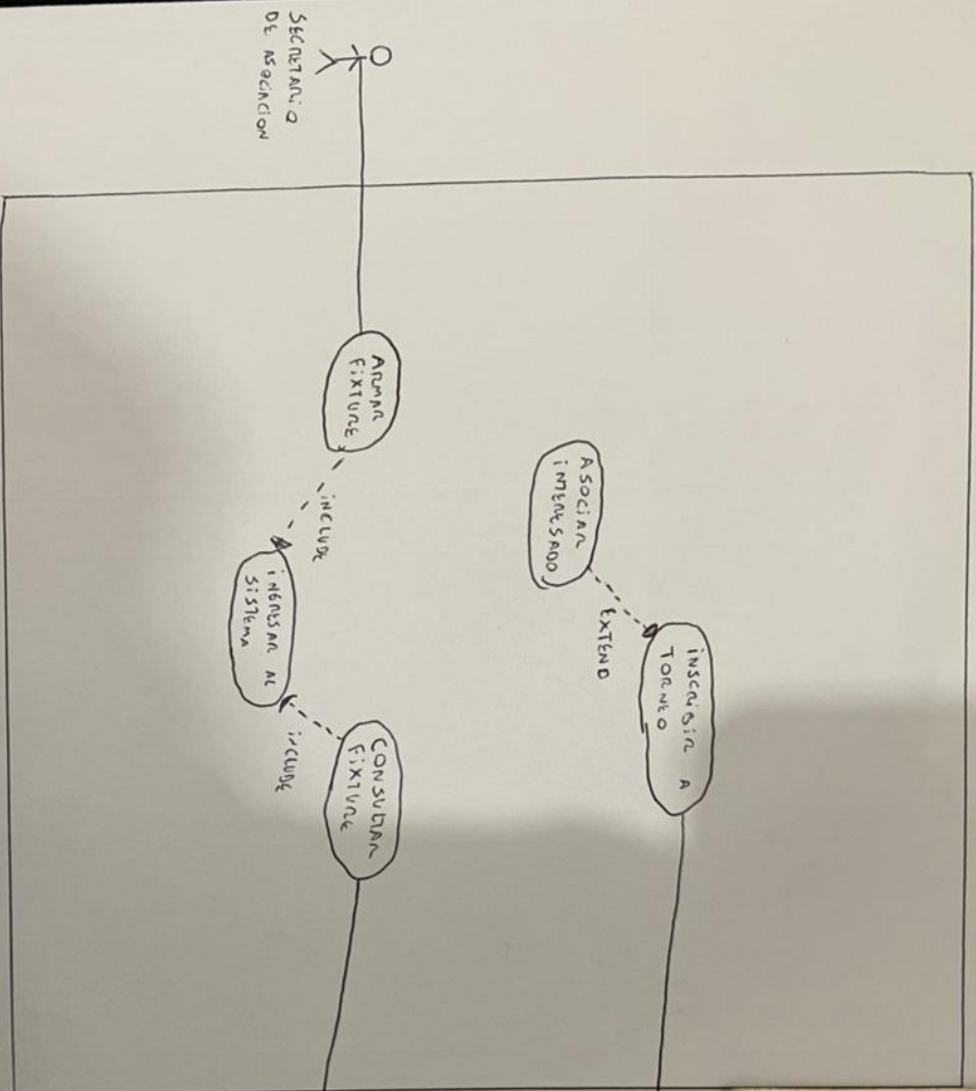 SECRETARIO
DE ASOCIACION
INSCRIBIR A
TORNEO
EXTEND
ASOCIAR
INTERESADO
ARMAR
FIXTURE
INCLUDE
INGRESAR AL
SISTEMA
INCLUDE
CONSULTAR
FIXTURE